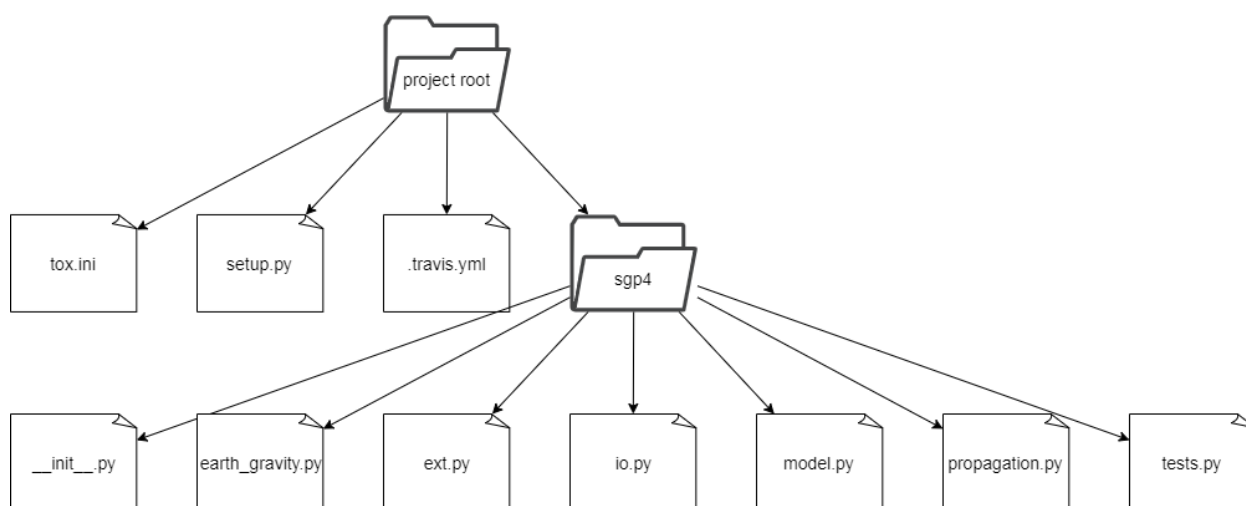 project root
tox.ini
setup.py
.travis.yml
sgp4
__init__.py
earth_gravity.py
ext.py
io.py
model.py
propagation.py
tests.py